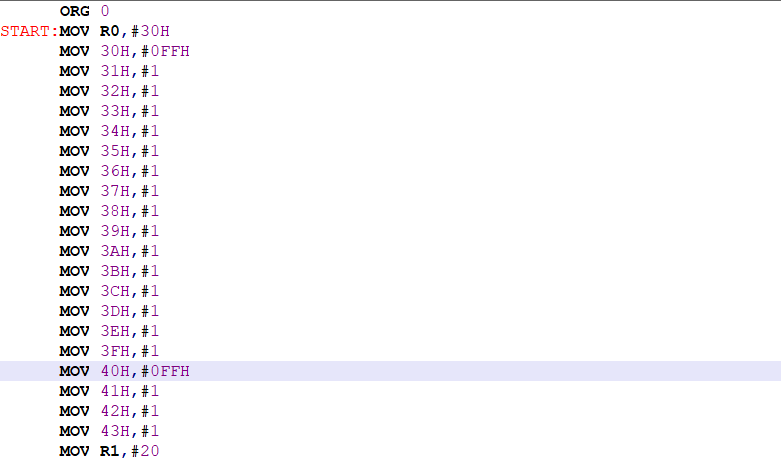 ORG 0
START:MOV R0,#30H
MOV 30H,#0FFH
MOV 31H,#1
MOV 32H,#1
MOV 33H,#1
MOV 34H,#1
MOV 35H,#1
MOV 36H,#1
MOV 37H,#1
MOV 38H,#1
MOV 39H,#1
MOV 3AH,#1
MOV 3BH,#1
MOV 3CH,#1
MOV 3DH,#1
MOV 3EH,#1
MOV 3FH,#1
MOV 40H,#0FFH
MOV 41H,#1
MOV 42H,#1
MOV 43H,#1
MOV R1,#20